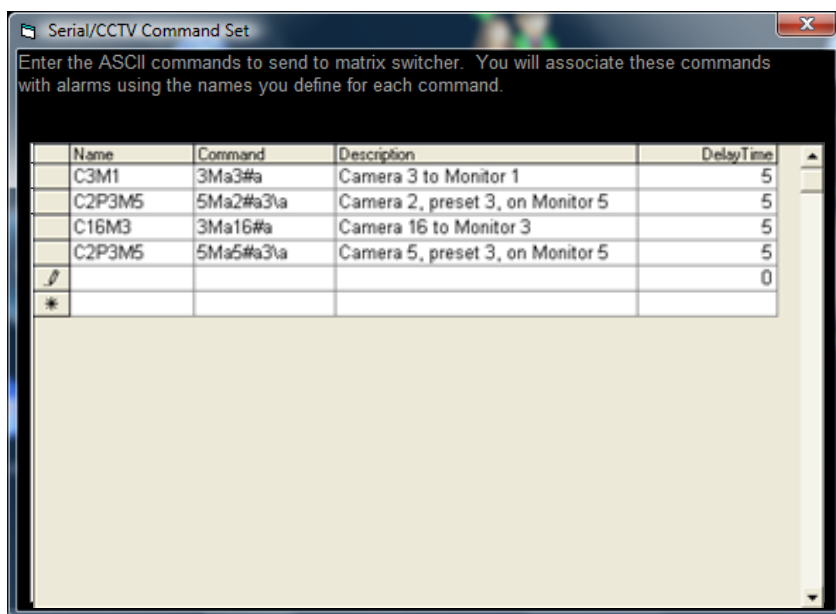 Serial/CCTV Command Set
Enter the ASCII commands to send to matrix switcher. You will associate these commands
with alarms using the names you define for each command.
Name Command Description DelayTime
C3M1 3Ma3#a Camera 3 to Monitor 1 5
C2P3M5 5Ma2#a3\a Camera 2, preset 3, on Monitor 5 5
C16M3 3Ma16#a Camera 16 to Monitor 3 5
C2P3M5 5Ma5#a3\a Camera 5, preset 3, on Monitor 5 5
0